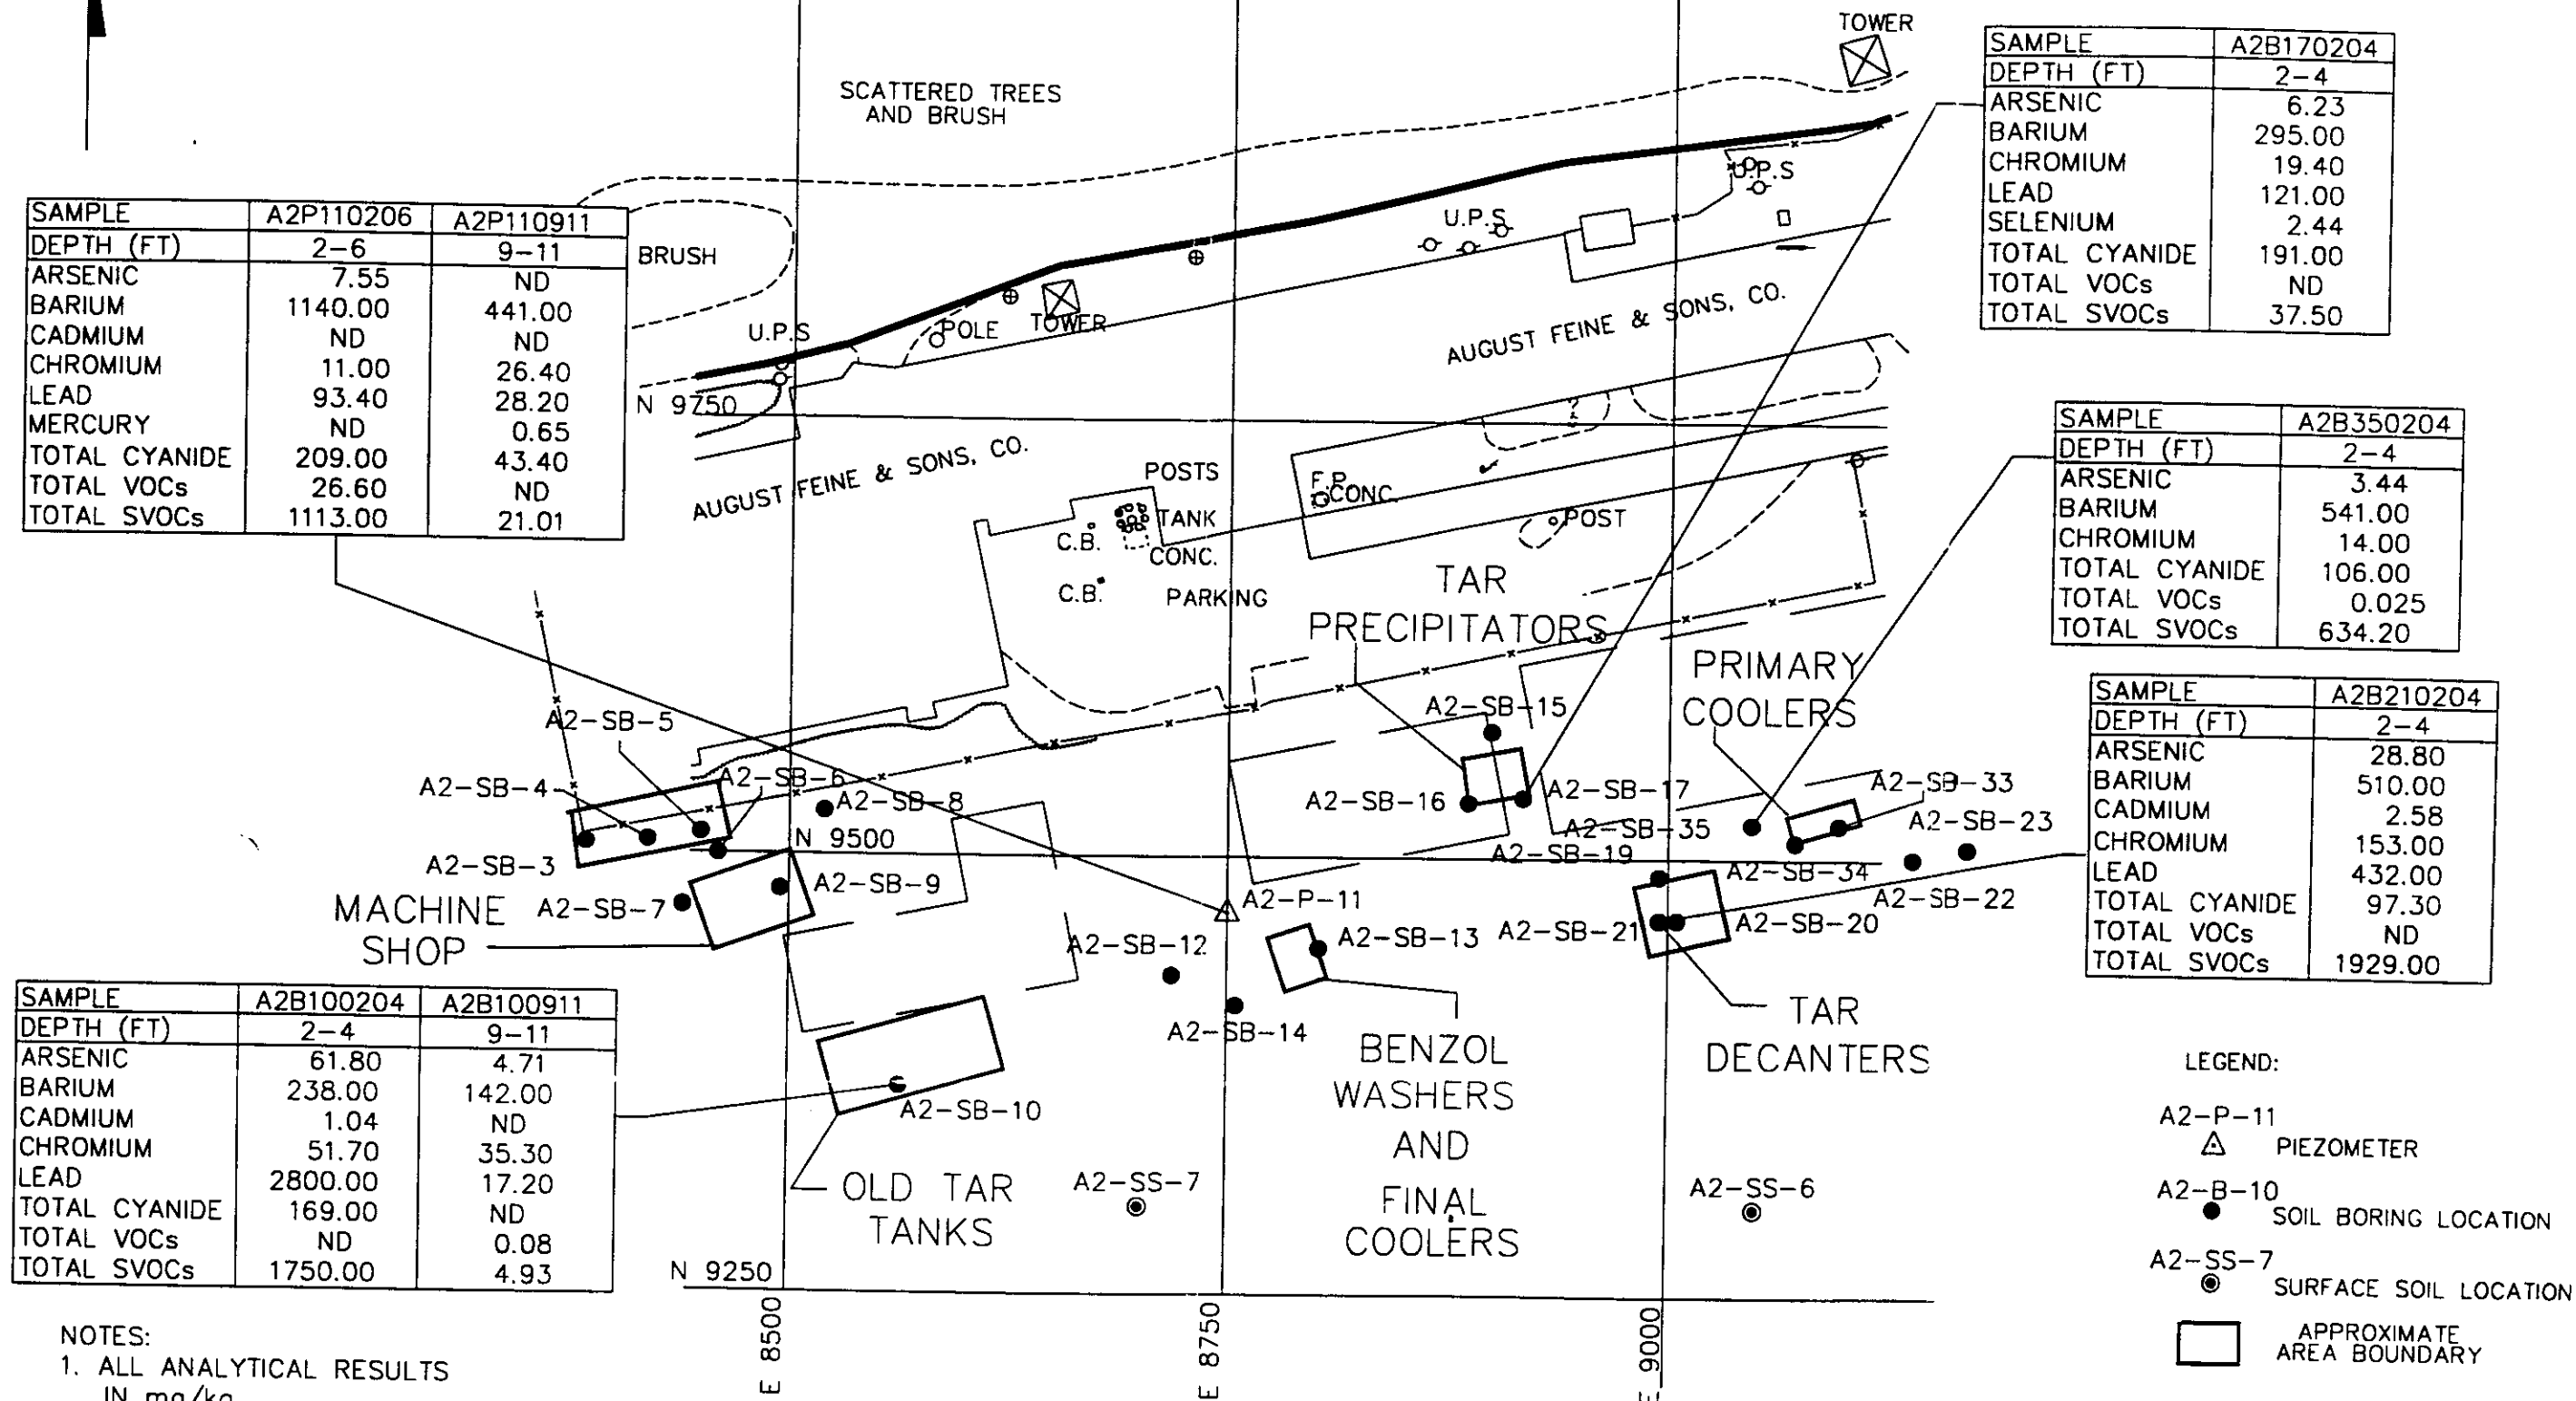 TOWER
SCATTERED TREES
AND BRUSH
SAMPLE A2B170204
DEPTH (FT) 2-4
ARSENIC 6.23
BARIUM 295.00
CHROMIUM 19.40
LEAD 121.00
SELENIUM 2.44
TOTAL CYANIDE 191.00
TOTAL VOCs ND
TOTAL SVOCs 37.50
SAMPLE A2P110206 A2P110911
DEPTH (FT) 2-6 9-11
ARSENIC 7.55 ND
BARIUM 1140.00 441.00
CADMIUM ND ND
CHROMIUM 11.00 26.40
LEAD 93.40 28.20
MERCURY ND 0.65
TOTAL CYANIDE 209.00 43.40
TOTAL VOCs 26.60 ND
TOTAL SVOCs 1113.00 21.01
BRUSH
U.P.S
U.P.S
U.P.S
POLE
TOWER
AUGUST FEINE & SONS, CO.
N 9750
AUGUST FEINE & SONS, CO.
POSTS
TANK
C.B.
CONC.
C.B.
PARKING
F.P.
CONC.
POST
SAMPLE A2B350204
DEPTH (FT) 2-4
ARSENIC 3.44
BARIUM 541.00
CHROMIUM 14.00
TOTAL CYANIDE 106.00
TOTAL VOCs 0.025
TOTAL SVOCs 634.20
TAR
PRECIPITATORS
PRIMARY
COOLERS
SAMPLE A2B210204
DEPTH (FT) 2-4
ARSENIC 28.80
BARIUM 510.00
CADMIUM 2.58
CHROMIUM 153.00
LEAD 432.00
TOTAL CYANIDE 97.30
TOTAL VOCs ND
TOTAL SVOCs 1929.00
A2-SB-5
A2-SB-15
A2-SB-4
A2-SB-6
A2-SB-8
A2-SB-16
A2-SB-17
A2-SB-33
A2-SB-35
A2-SB-23
N 9500
A2-SB-3
A2-SB-19
A2-SB-34
A2-SB-9
A2-SB-7
A2-P-11
A2-SB-22
MACHINE
SHOP
A2-SB-12
A2-SB-13
A2-SB-21
A2-SB-20
A2-SB-14
SAMPLE A2B100204 A2B100911
DEPTH (FT) 2-4 9-11
ARSENIC 61.80 4.71
BARIUM 238.00 142.00
CADMIUM 1.04 ND
CHROMIUM 51.70 35.30
LEAD 2800.00 17.20
TOTAL CYANIDE 169.00 ND
TOTAL VOCs ND 0.08
TOTAL SVOCs 1750.00 4.93
A2-SB-10
BENZOL
WASHERS
AND
FINAL
COOLERS
TAR
DECANTERS
OLD TAR
TANKS
A2-SS-7
A2-SS-6
N 9250
E 8500
E 8750
E 9000
LEGEND:
A2-P-11
PIEZOMETER
A2-B-10
SOIL BORING LOCATION
A2-SS-7
SURFACE SOIL LOCATION
APPROXIMATE
AREA BOUNDARY
NOTES:
1. ALL ANALYTICAL RESULTS
IN mg/kg